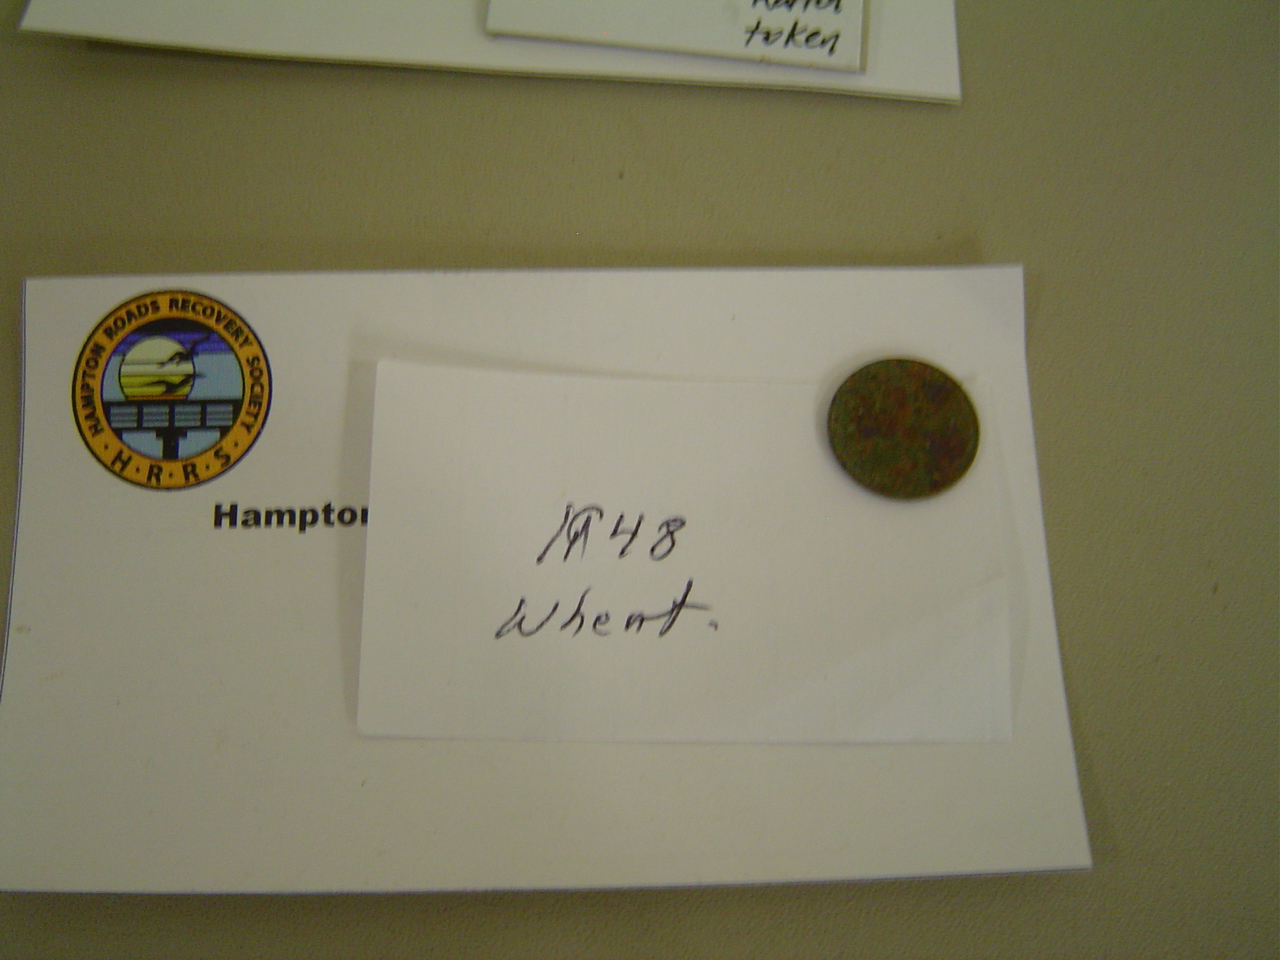 token
HAMPTON ROADS RECOVERY SOCIETY
· H · R · R · S ·
Hampton
1948
Wheat.